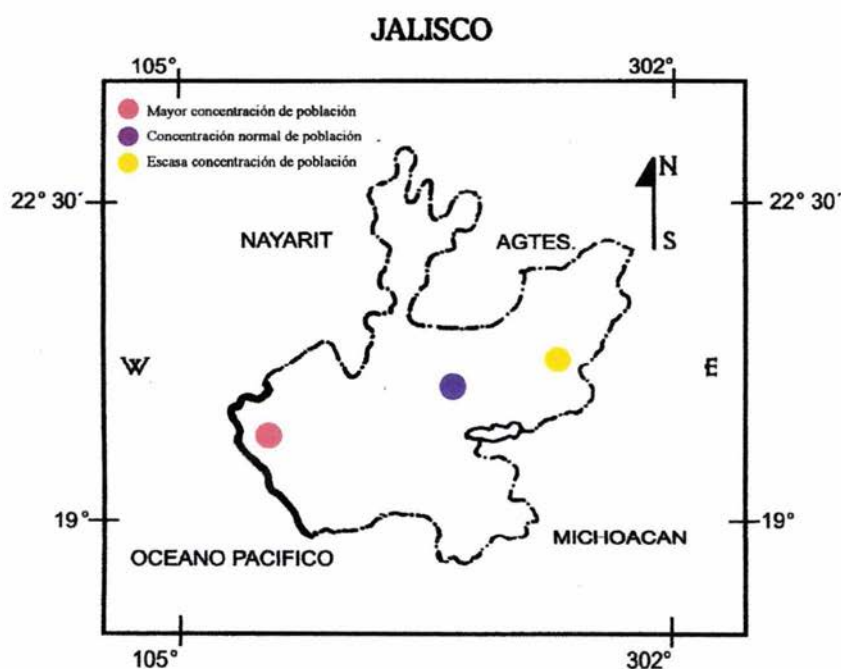 JALISCO
105° 302°
Mayor concentración de población
Concentración normal de población
Escasa concentración de población
N
22° 30´ 22° 30´
NAYARIT AGTES. S
W E
19° 19°
OCEANO PACIFICO MICHOACAN
105° 302°